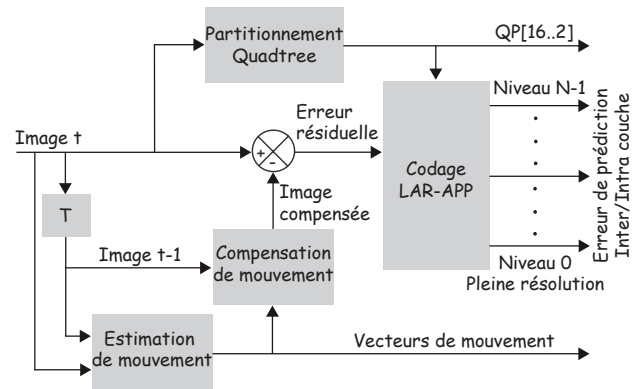 Partitionnement
Quadtree
QP[16..2]
Niveau N-1
Erreur
résiduelle
Image t
+
-
Codage
LAR-APP
Erreur de prédiction
Inter/Intra couche
T
Image
compensée
Image t-1
Compensation
de mouvement
Niveau 0
Pleine résolution
Estimation
de mouvement
Vecteurs de mouvement